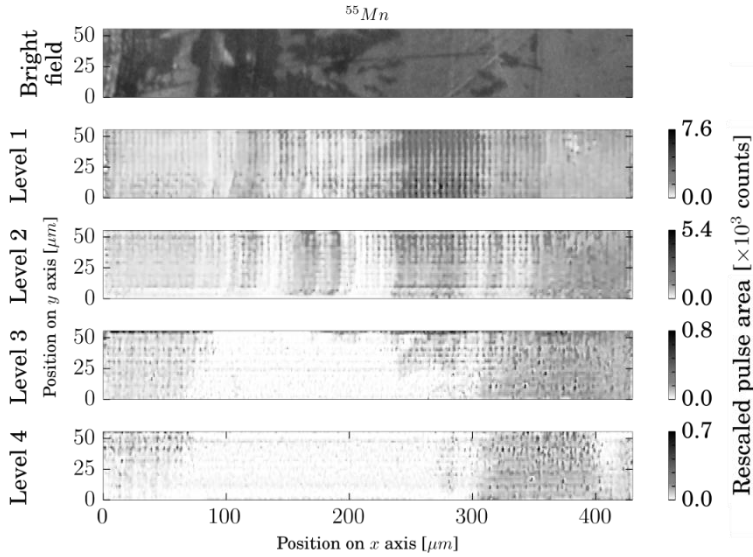 ⁵⁵Mn
Bright field
50
25
0
Level 1
50
25
0
7.6
0.0
Level 2
50
25
0
5.4
0.0
Level 3
50
25
0
0.8
0.0
Level 4
50
25
0
0.7
0.0
Position on y axis [μm]
Rescaled pulse area [×10³ counts]
0 100 200 300 400
Position on x axis [μm]